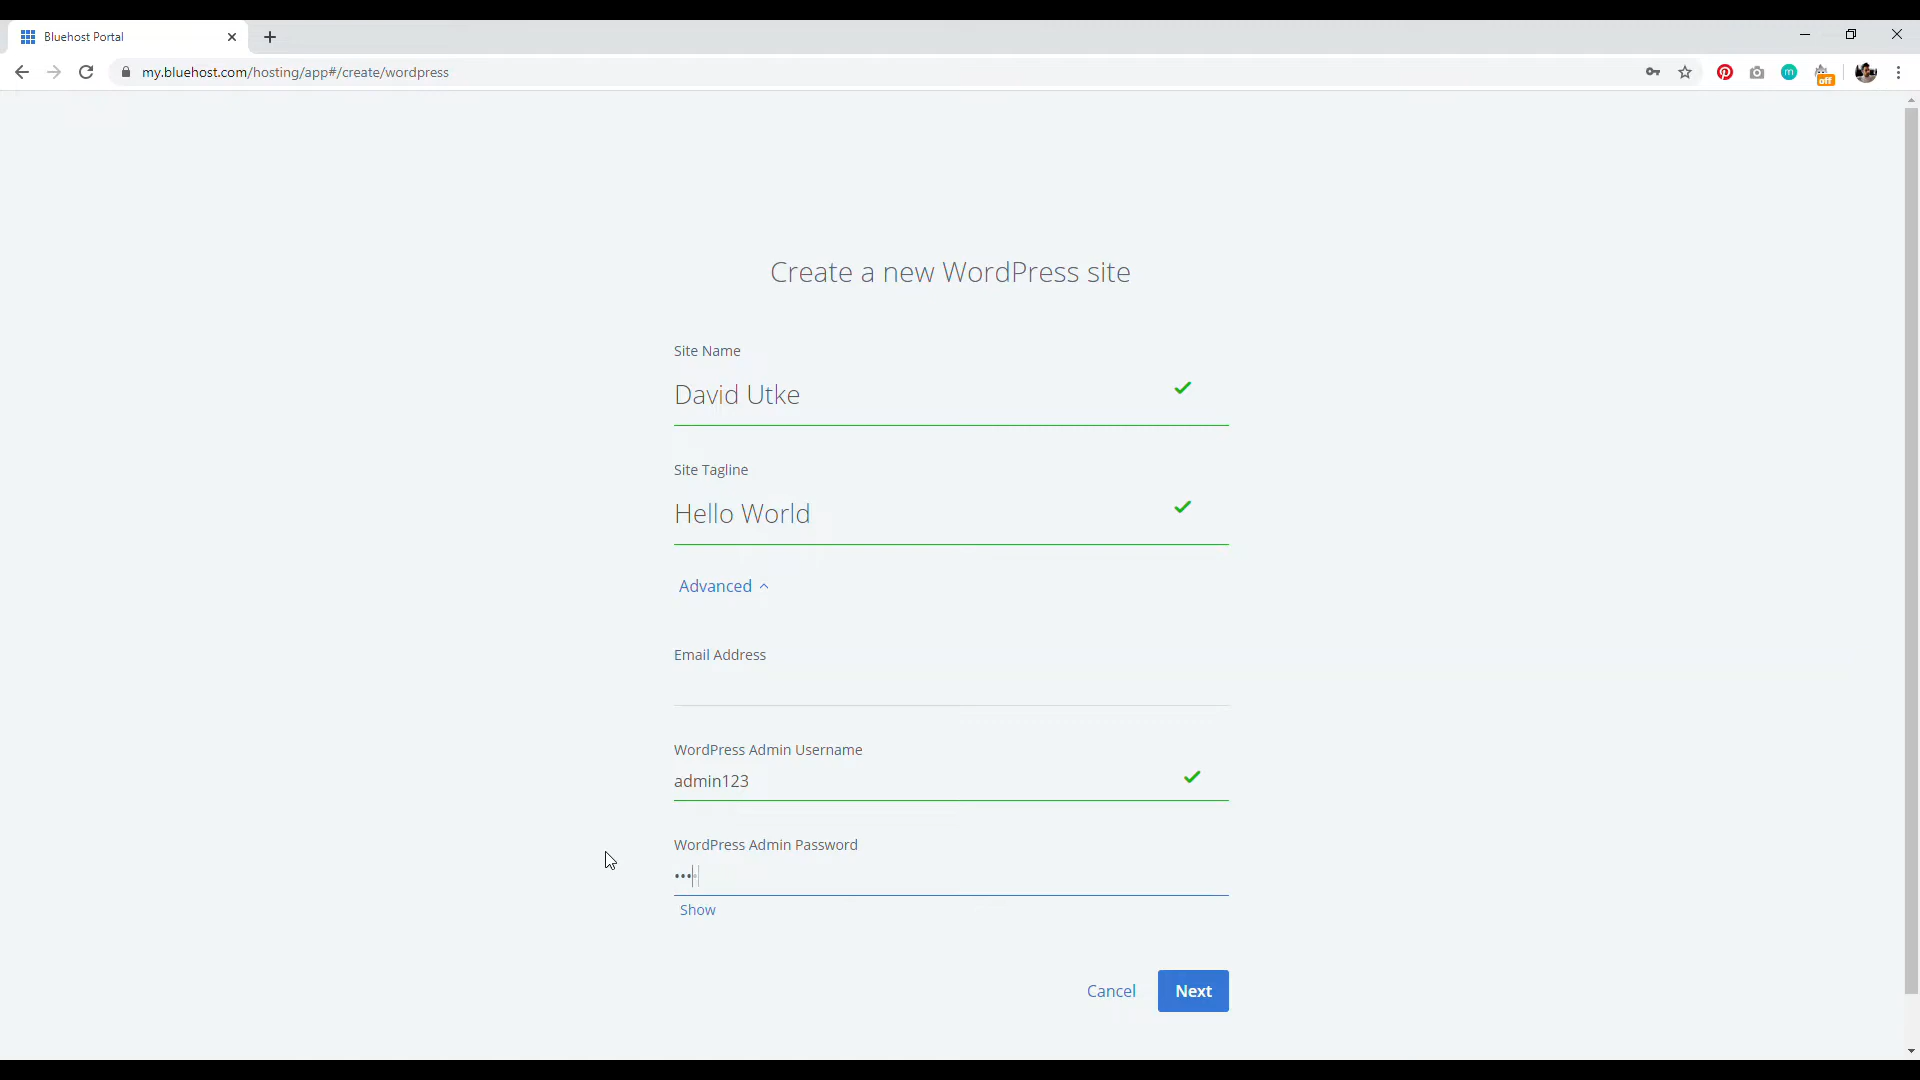 Bluehost Portal
my.bluehost.com/hosting/app#/create/wordpress
m
off
Create a new WordPress site
Site Name
David Utke
Site Tagline
Hello World
Advanced
Email Address
WordPress Admin Username
admin123
WordPress Admin Password
Show
Cancel
Next